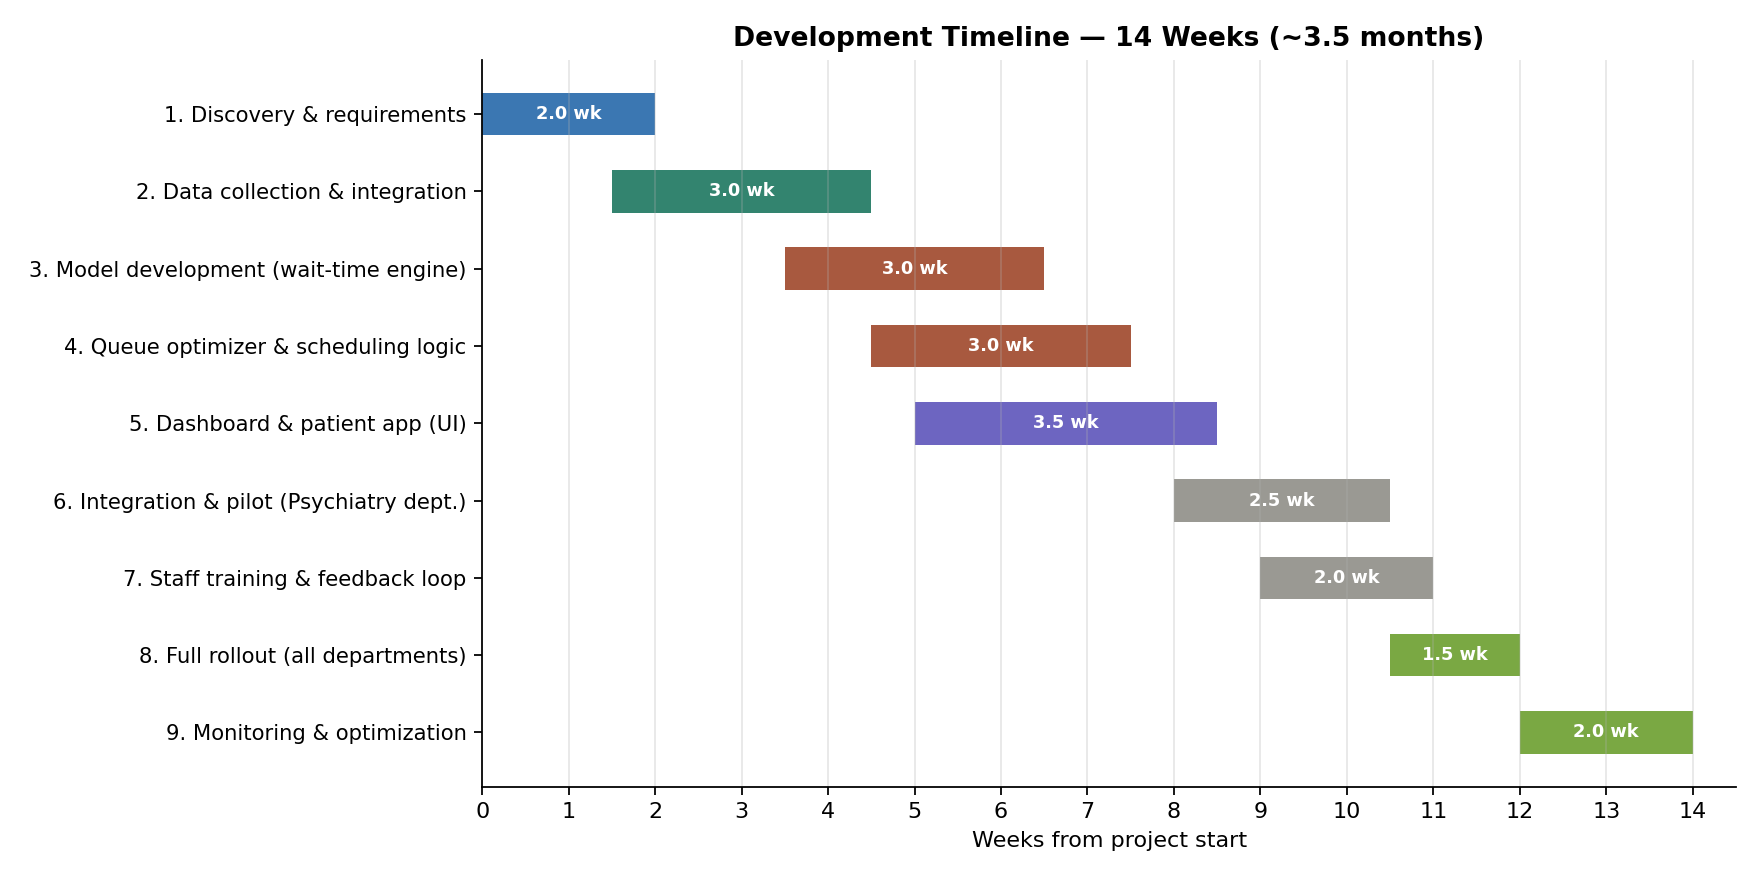 Development Timeline — 14 Weeks (~3.5 months)
1. Discovery & requirements
2.0 wk
2. Data collection & integration
3.0 wk
3. Model development (wait-time engine)
3.0 wk
4. Queue optimizer & scheduling logic
3.0 wk
5. Dashboard & patient app (UI)
3.5 wk
6. Integration & pilot (Psychiatry dept.)
2.5 wk
7. Staff training & feedback loop
2.0 wk
8. Full rollout (all departments)
1.5 wk
9. Monitoring & optimization
2.0 wk
0 1 2 3 4 5 6 7 8 9 10 11 12 13 14
Weeks from project start